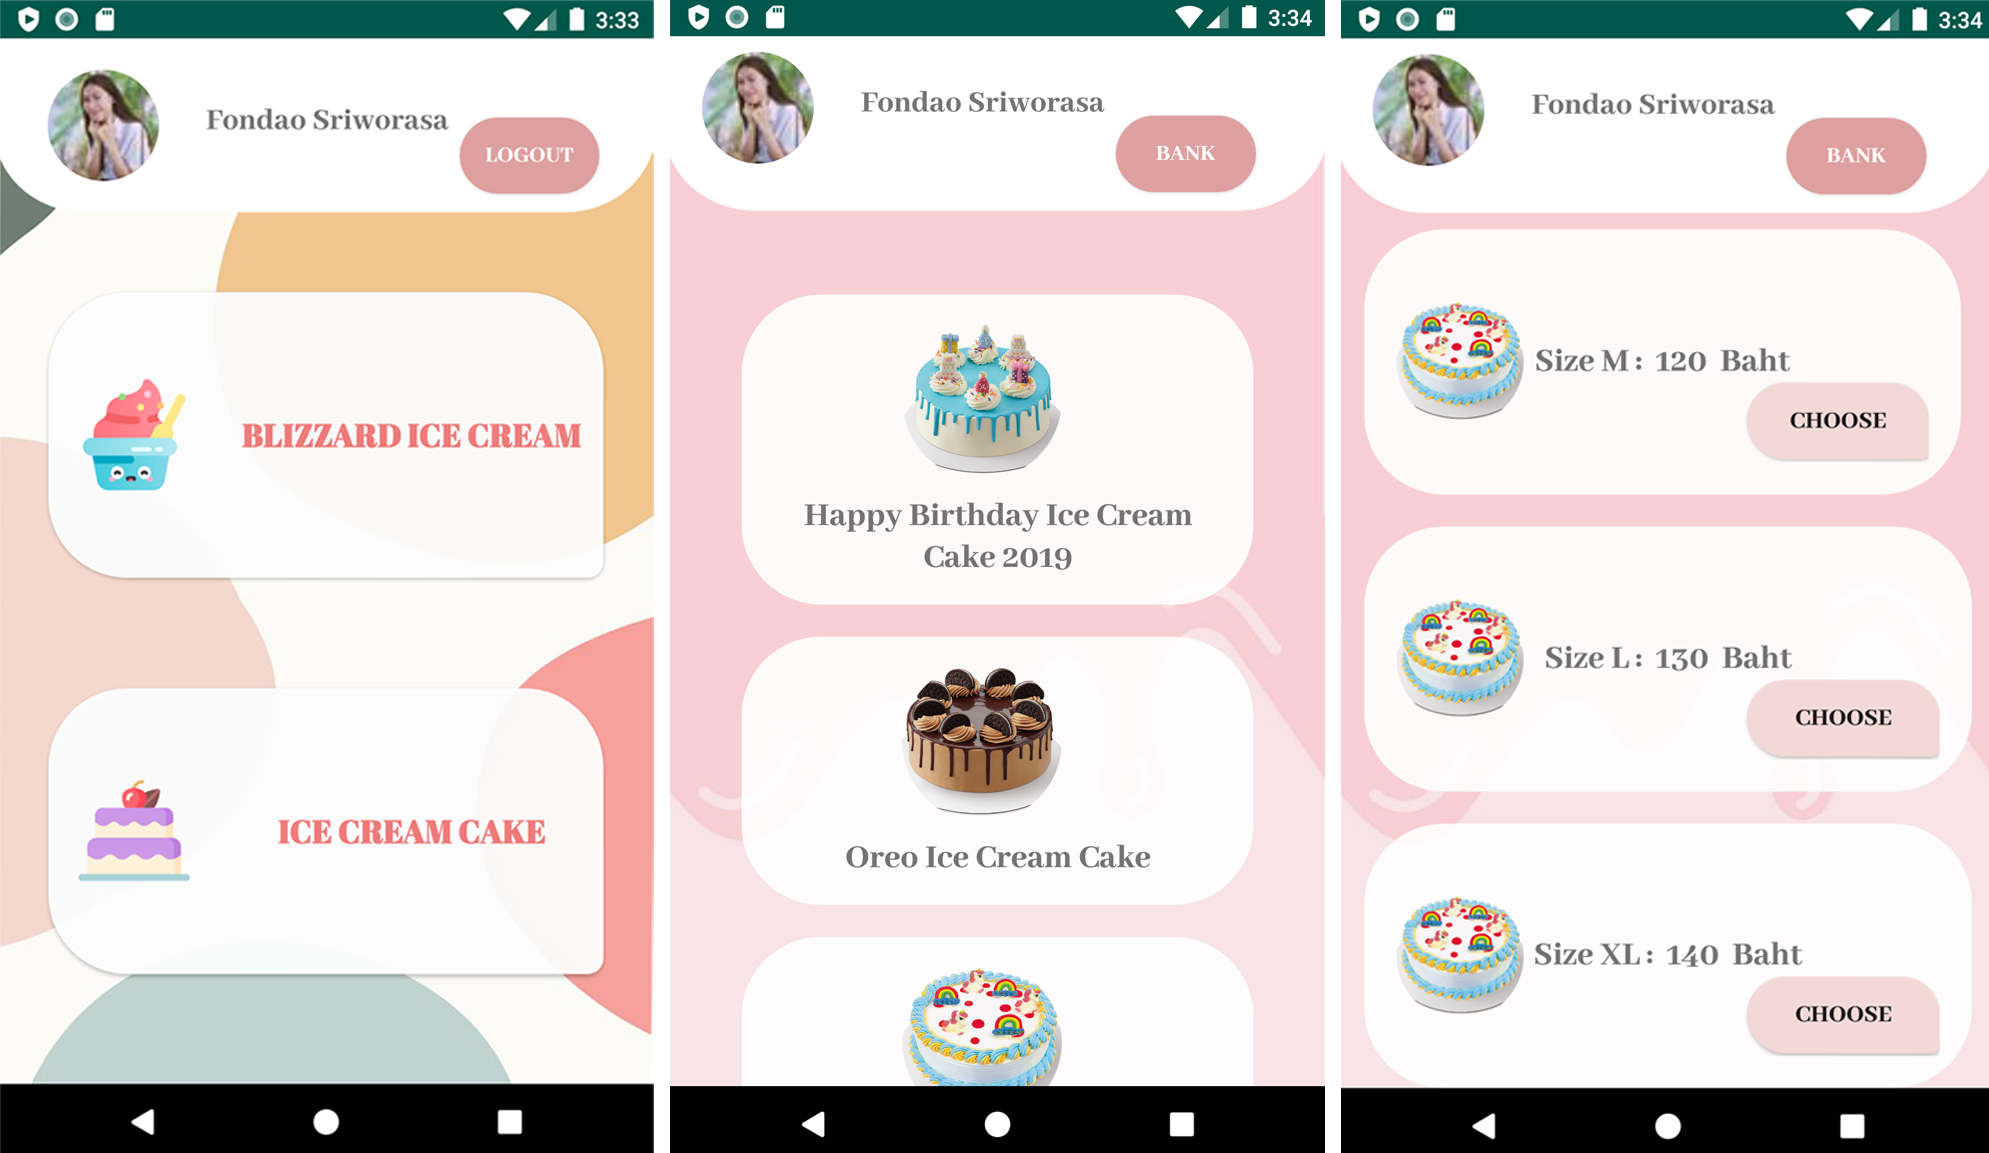 3:33
Fondao Sriworasa
LOGOUT
BLIZZARD ICE CREAM
ICE CREAM CAKE
3:34
Fondao Sriworasa
BANK
Happy Birthday Ice Cream
Cake 2019
Oreo Ice Cream Cake
3:34
Fondao Sriworasa
BANK
Size M : 120 Baht
CHOOSE
Size L : 130 Baht
CHOOSE
Size XL : 140 Baht
CHOOSE